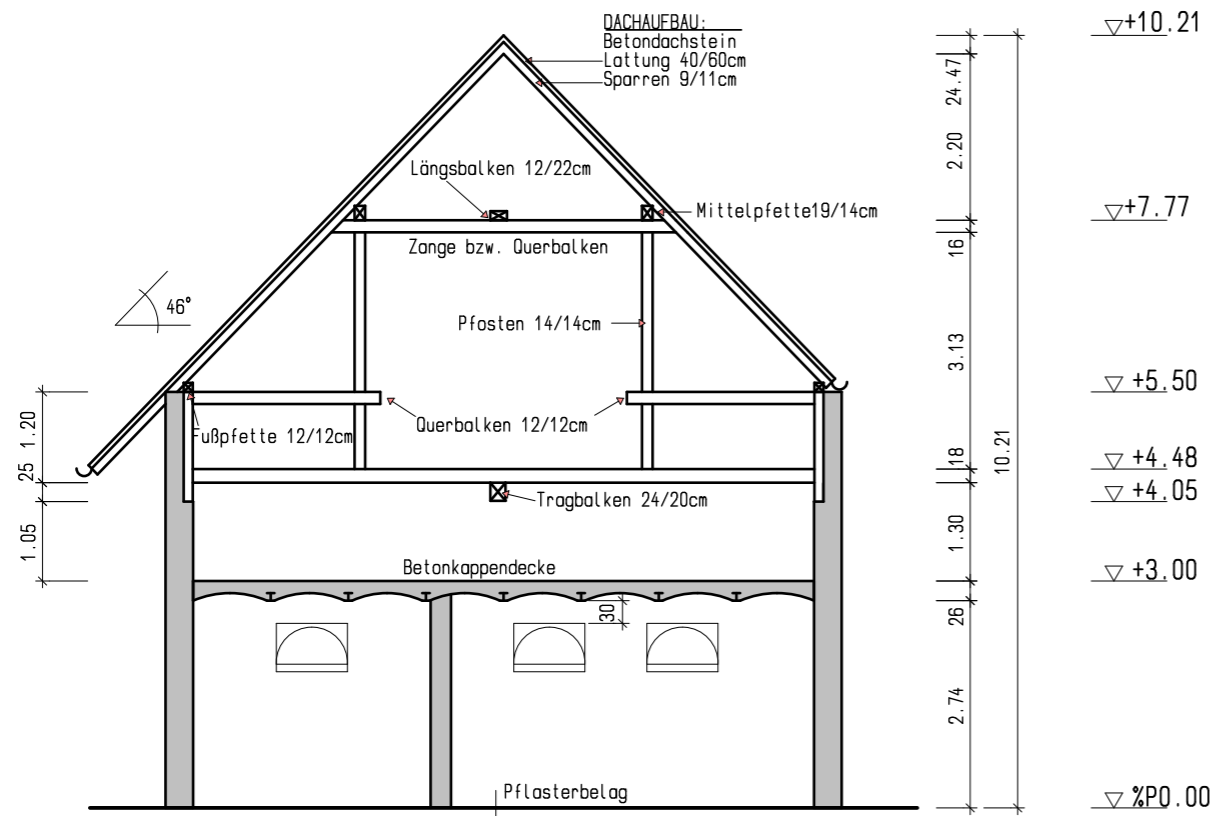 DACHAUFBAU:
Betondachstein
Lattung 40/60cm
Sparren 9/11cm
Längsbalken 12/22cm
Mittelpfette19/14cm
Zange bzw. Querbalken
46°
Pfosten 14/14cm
Querbalken 12/12cm
Fußpfette 12/12cm
Tragbalken 24/20cm
Betonkappendecke
30
Pflasterbelag
1.20
25
1.05
24.47
2.20
16
3.13
18
1.30
26
2.74
10.21
+10.21
+7.77
+5.50
+4.48
+4.05
+3.00
%P0.00